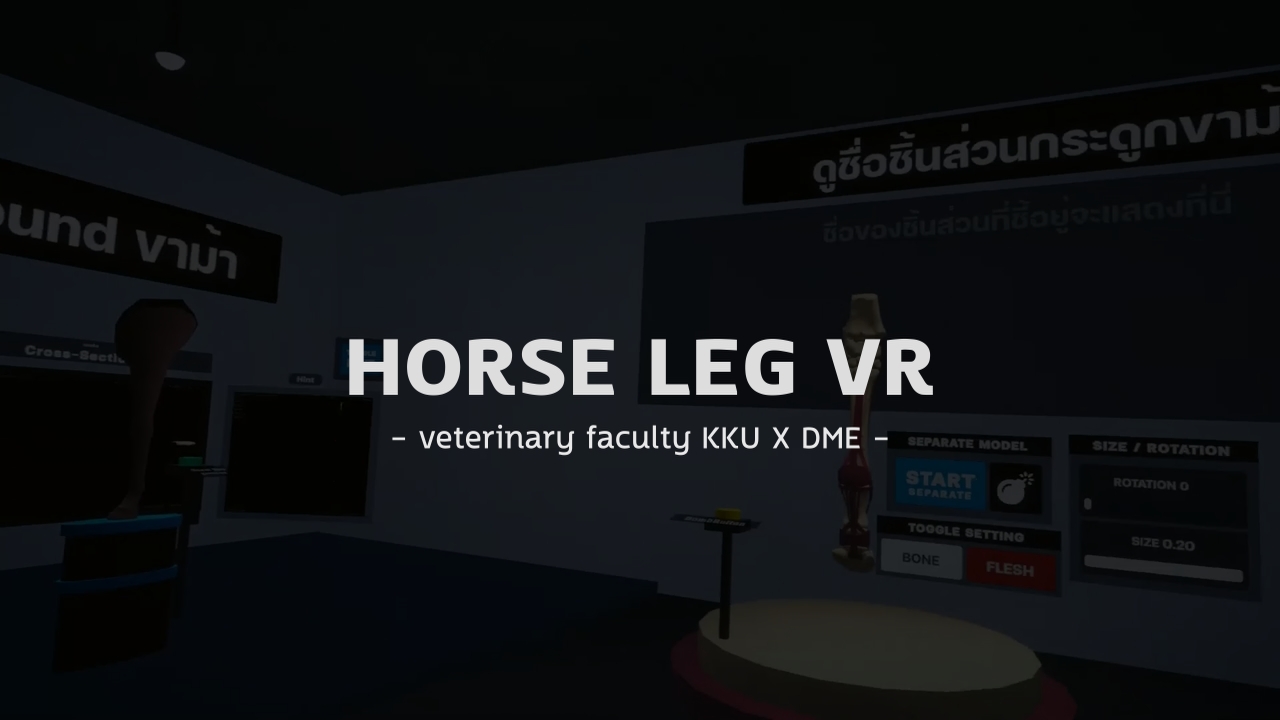 ดูชื่อชิ้นส่วนกระดูกขาม้
ชื่อของชิ้นส่วนที่ชี้อยู่จะแสดงที่นี่
ound ขาม้า
Cross-Sectio
Hint
HORSE LEG VR
- veterinary faculty KKU X DME -
SEPARATE MODEL
START
SEPARATE
TOGGLE SETTING
BONE
FLESH
SIZE / ROTATION
ROTATION 0
SIZE 0.20